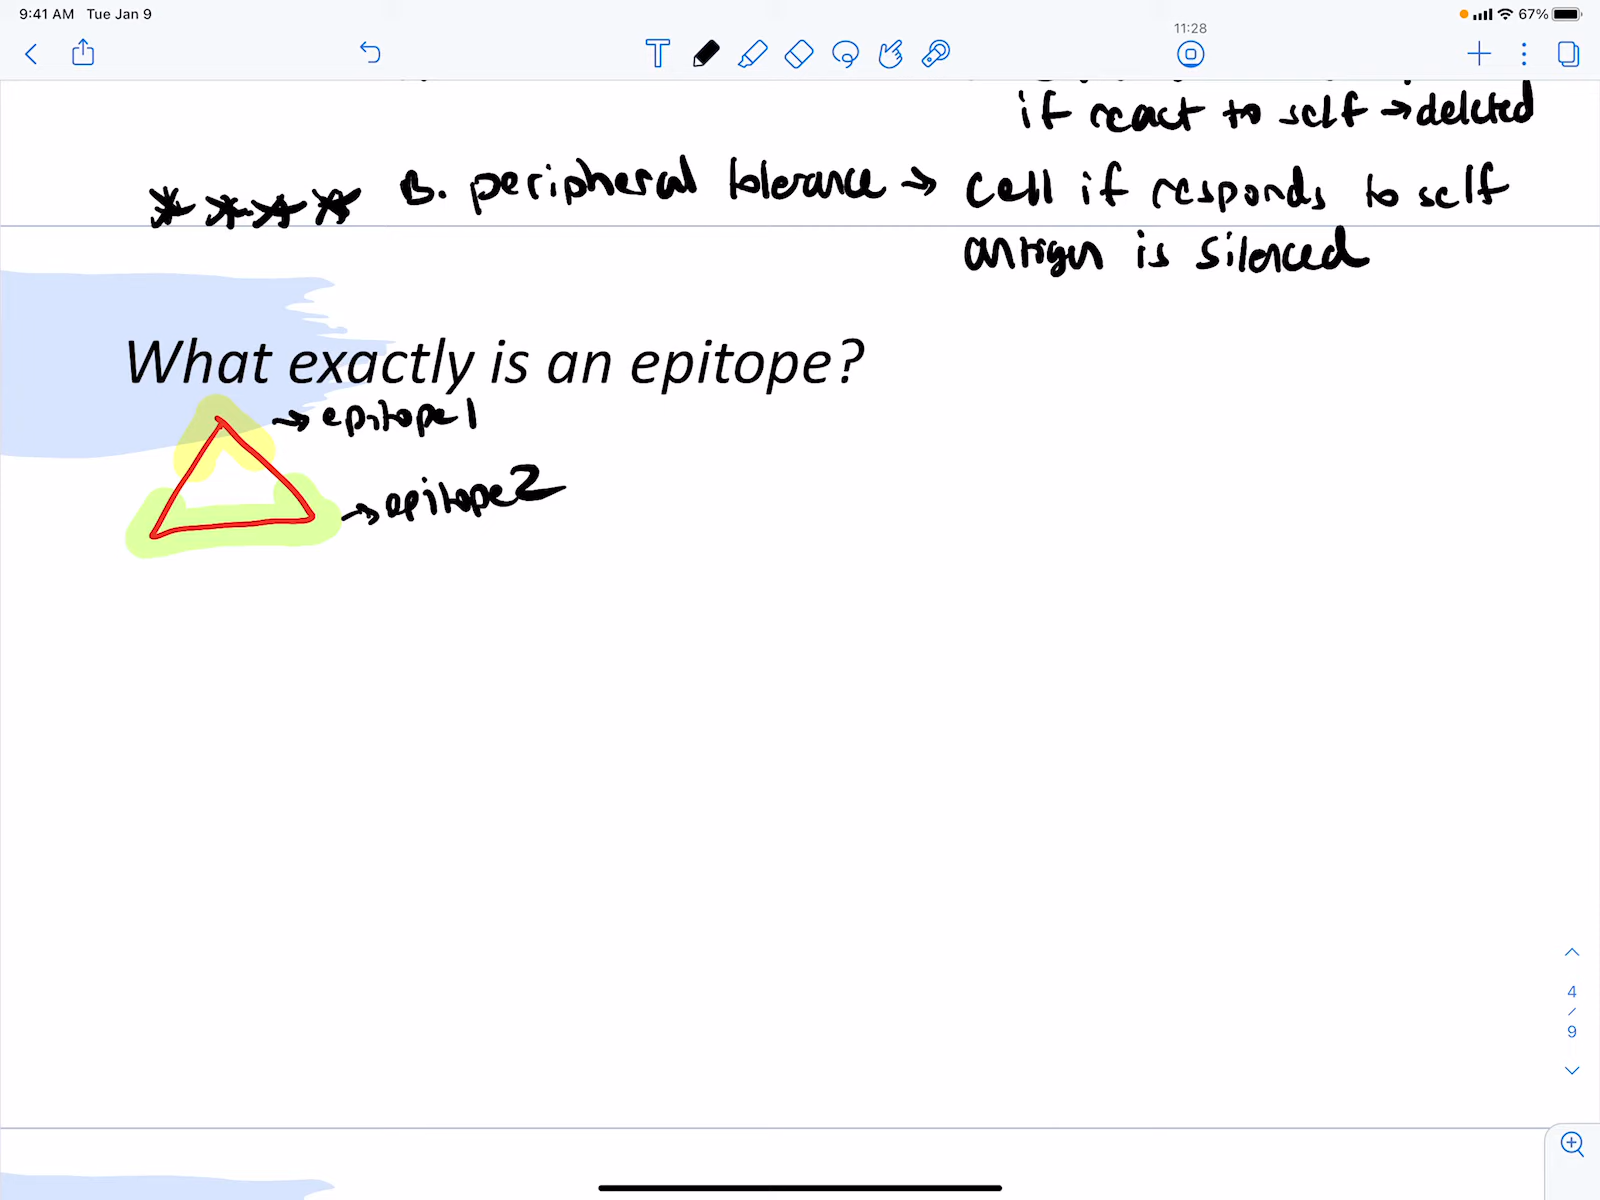 9:41 AM Tue Jan 9
67%
11:28
if react to self → deleted
B. peripheral tolerance → cell if responds to self
antigen is silenced
What exactly is an epitope?
→ epitope 1
→ epitope 2
4
/
9